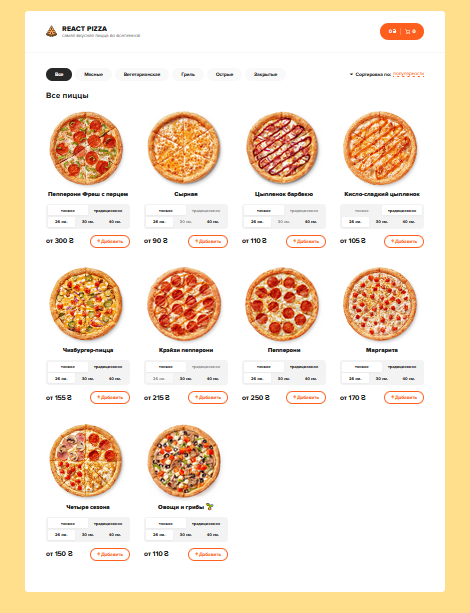 REACT PIZZA
самая вкусная пицца во вселенной
0 ₴ 0
Все Мясные Вегетарианские Гриль Острые Закрытые
Сортировка по: популярности
Все пиццы
Пепперони Фреш с перцем Сырная Цыпленок барбекю Кисло-сладкий цыпленок
тонкое традиционное тонкое традиционное тонкое традиционное тонкое традиционное
26 см. 30 см. 40 см. 26 см. 30 см. 40 см. 26 см. 30 см. 40 см. 26 см. 30 см. 40 см.
от 300 ₴ + Добавить от 90 ₴ + Добавить от 110 ₴ + Добавить от 105 ₴ + Добавить
Чизбургер-пицца Крэйзи пепперони Пепперони Маргарита
тонкое традиционное тонкое традиционное тонкое традиционное тонкое традиционное
26 см. 30 см. 40 см. 26 см. 30 см. 40 см. 26 см. 30 см. 40 см. 26 см. 30 см. 40 см.
от 155 ₴ + Добавить от 215 ₴ + Добавить от 250 ₴ + Добавить от 170 ₴ + Добавить
Четыре сезона Овощи и грибы
тонкое традиционное тонкое традиционное
26 см. 30 см. 40 см. 26 см. 30 см. 40 см.
от 150 ₴ + Добавить от 110 ₴ + Добавить